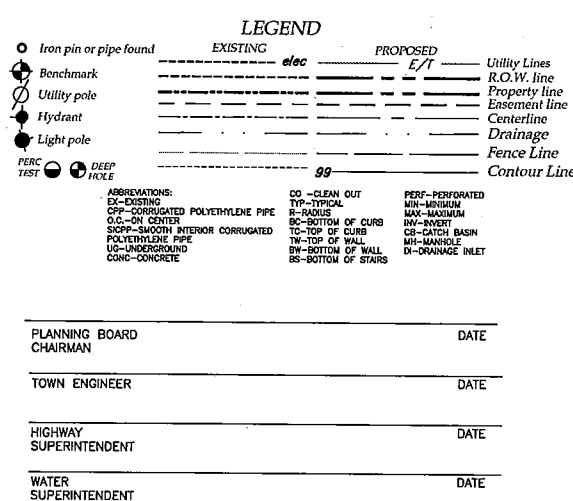 LEGEND
EXISTING PROPOSED
Iron pin or pipe found
elec E/T Utility Lines
Benchmark R.O.W. line
Utility pole Property line
Easement line
Hydrant Centerline
Light pole Drainage
Fence Line
PERC TEST DEEP HOLE
99 Contour Line
ABBREVIATIONS:
EX-EXISTING
CPP-CORRUGATED POLYETHYLENE PIPE
O.C.-ON CENTER
SICPP-SMOOTH INTERIOR CORRUGATED
POLYETHYLENE PIPE
UG-UNDERGROUND
CONC-CONCRETE
CO -CLEAN OUT
TYP-TYPICAL
R-RADIUS
BC-BOTTOM OF CURB
TC-TOP OF CURB
TW-TOP OF WALL
BW-BOTTOM OF WALL
BS-BOTTOM OF STAIRS
PERF-PERFORATED
MIN-MINIMUM
MAX-MAXIMUM
INV-INVERT
CB-CATCH BASIN
MH-MANHOLE
DI-DRAINAGE INLET
PLANNING BOARD DATE
CHAIRMAN
TOWN ENGINEER DATE
HIGHWAY DATE
SUPERINTENDENT
WATER DATE
SUPERINTENDENT